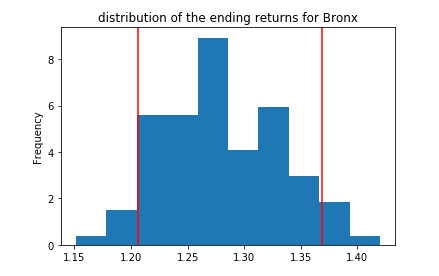 distribution of the ending returns for Bronx
Frequency
8
6
4
2
0
1.15 1.20 1.25 1.30 1.35 1.40